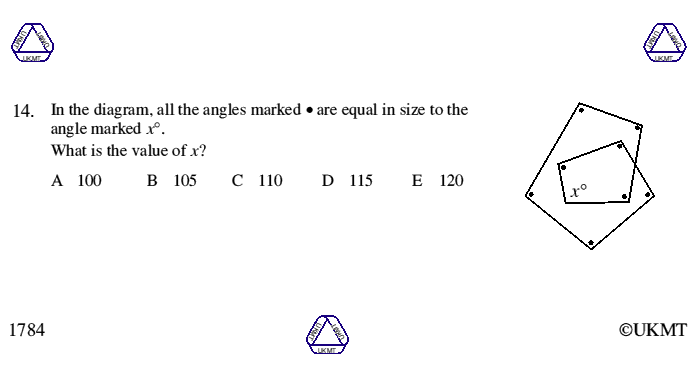 UKMT UKMT UKMT
UKMT UKMT UKMT
14. In the diagram, all the angles marked • are equal in size to the
angle marked x°.
What is the value of x?
A 100 B 105 C 110 D 115 E 120
x°
1784
UKMT UKMT UKMT
©UKMT